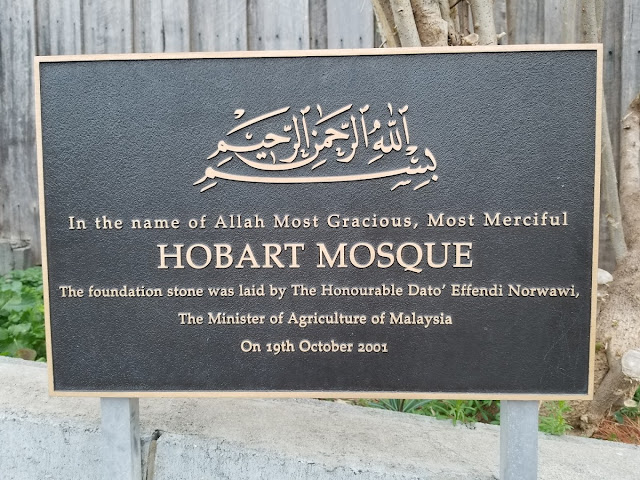 بسم الله الرحمن الرحيم
In the name of Allah Most Gracious, Most Merciful
HOBART MOSQUE
The foundation stone was laid by The Honourable Dato' Effendi Norwawi,
The Minister of Agriculture of Malaysia
On 19th October 2001